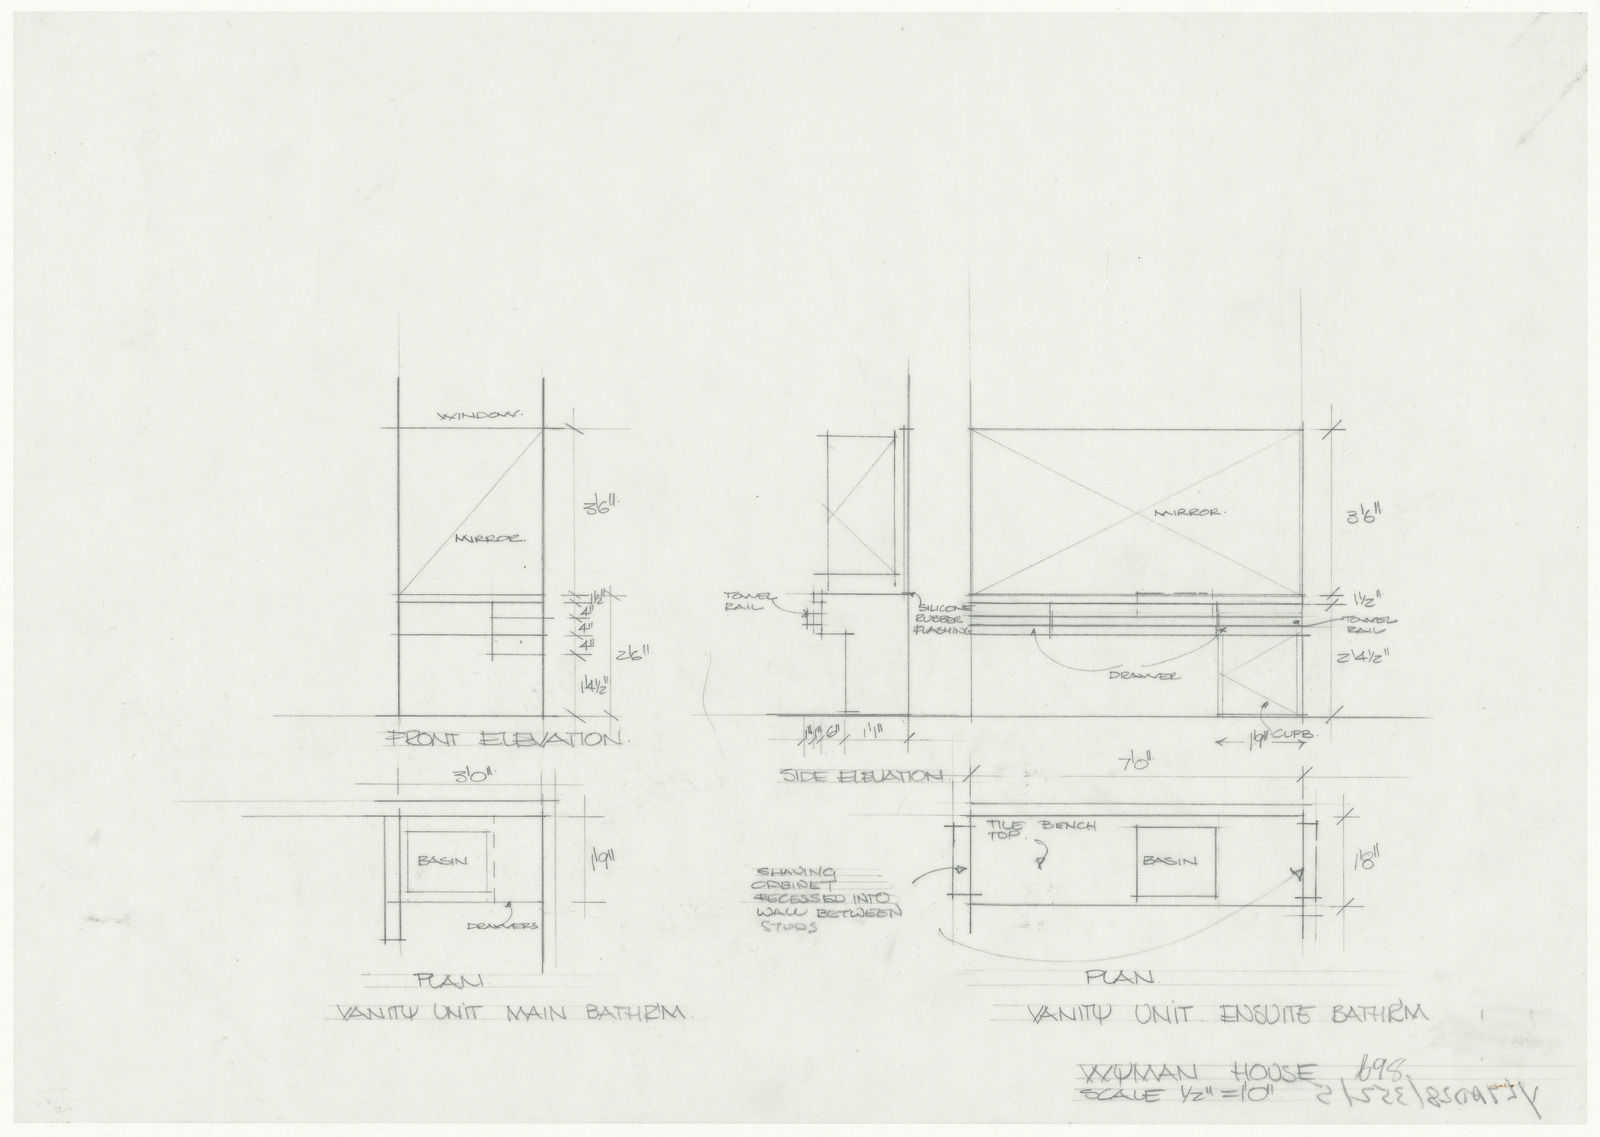 WINDOW.
3'6"
MIRROR.
1½"
4"
4"
4"
2'6"
1'4½"
FRONT ELEVATION.
3'0"
BASIN
1'9"
DRAWERS
PLAN
VANITY UNIT MAIN BATHR'M.
TOWEL
RAIL
SILICONE
RUBBER
FLASHING
1" 1" 6" 1'1"
SIDE ELEVATION
MIRROR.
3'6"
1½"
TOWEL
RAIL
2'4½"
DRAWER
1'9" CUPB.
7'0"
TILE BENCH
TOP.
BASIN
1'8"
SHAVING
CABINET
RECESSED INTO
WALL BETWEEN
STUDS
PLAN.
VANITY UNIT. ENSUITE BATHR'M
WYMAN HOUSE 698
SCALE ½" = 1'0"